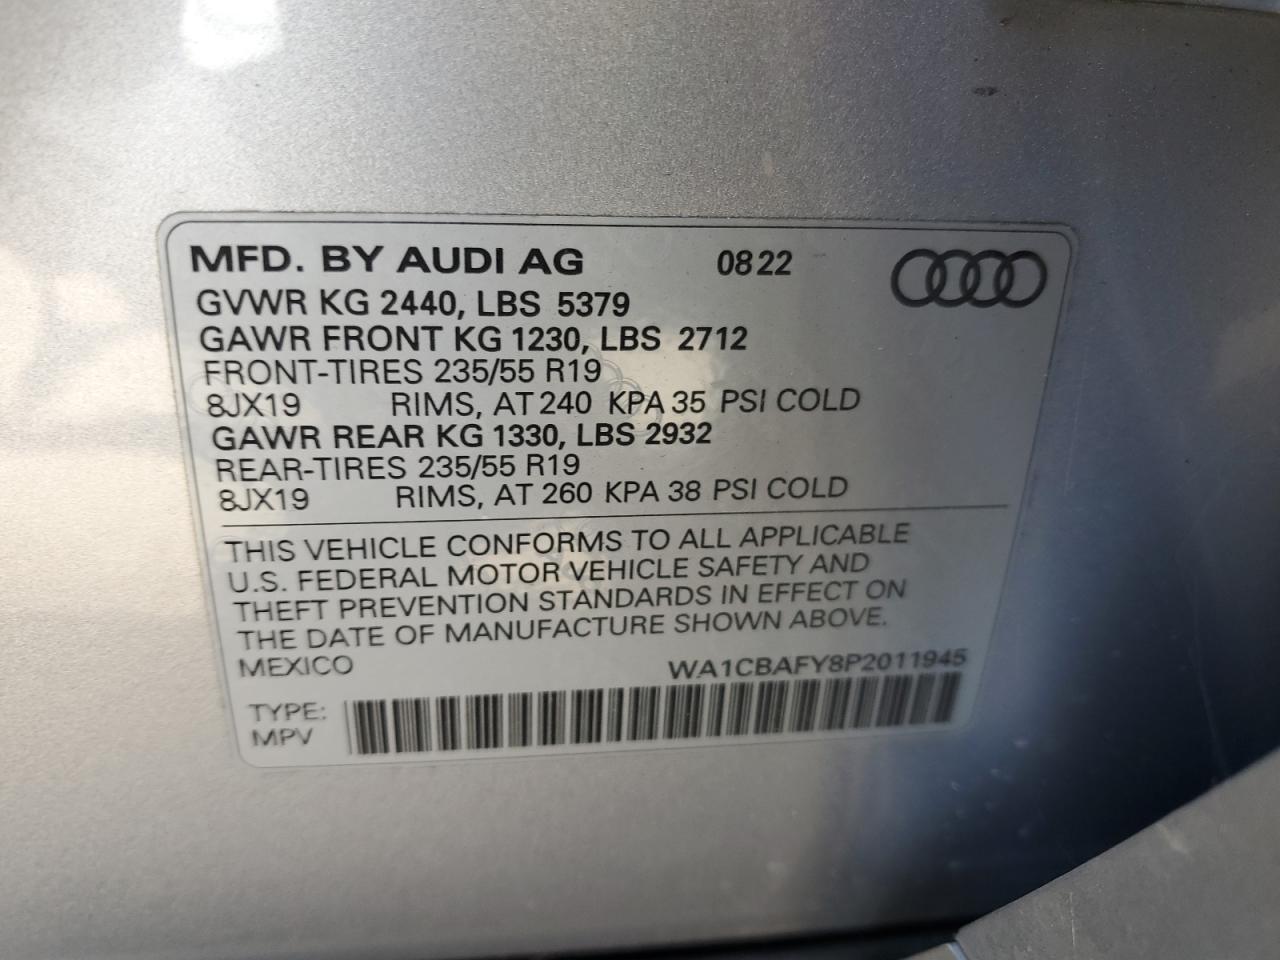 MFD. BY AUDI AG 0822
GVWR KG 2440, LBS 5379
GAWR FRONT KG 1230, LBS 2712
FRONT-TIRES 235/55 R19
8JX19 RIMS, AT 240 KPA 35 PSI COLD
GAWR REAR KG 1330, LBS 2932
REAR-TIRES 235/55 R19
8JX19 RIMS, AT 260 KPA 38 PSI COLD
THIS VEHICLE CONFORMS TO ALL APPLICABLE
U.S. FEDERAL MOTOR VEHICLE SAFETY AND
THEFT PREVENTION STANDARDS IN EFFECT ON
THE DATE OF MANUFACTURE SHOWN ABOVE.
MEXICO WA1CBAFY8P2011945
TYPE:
MPV